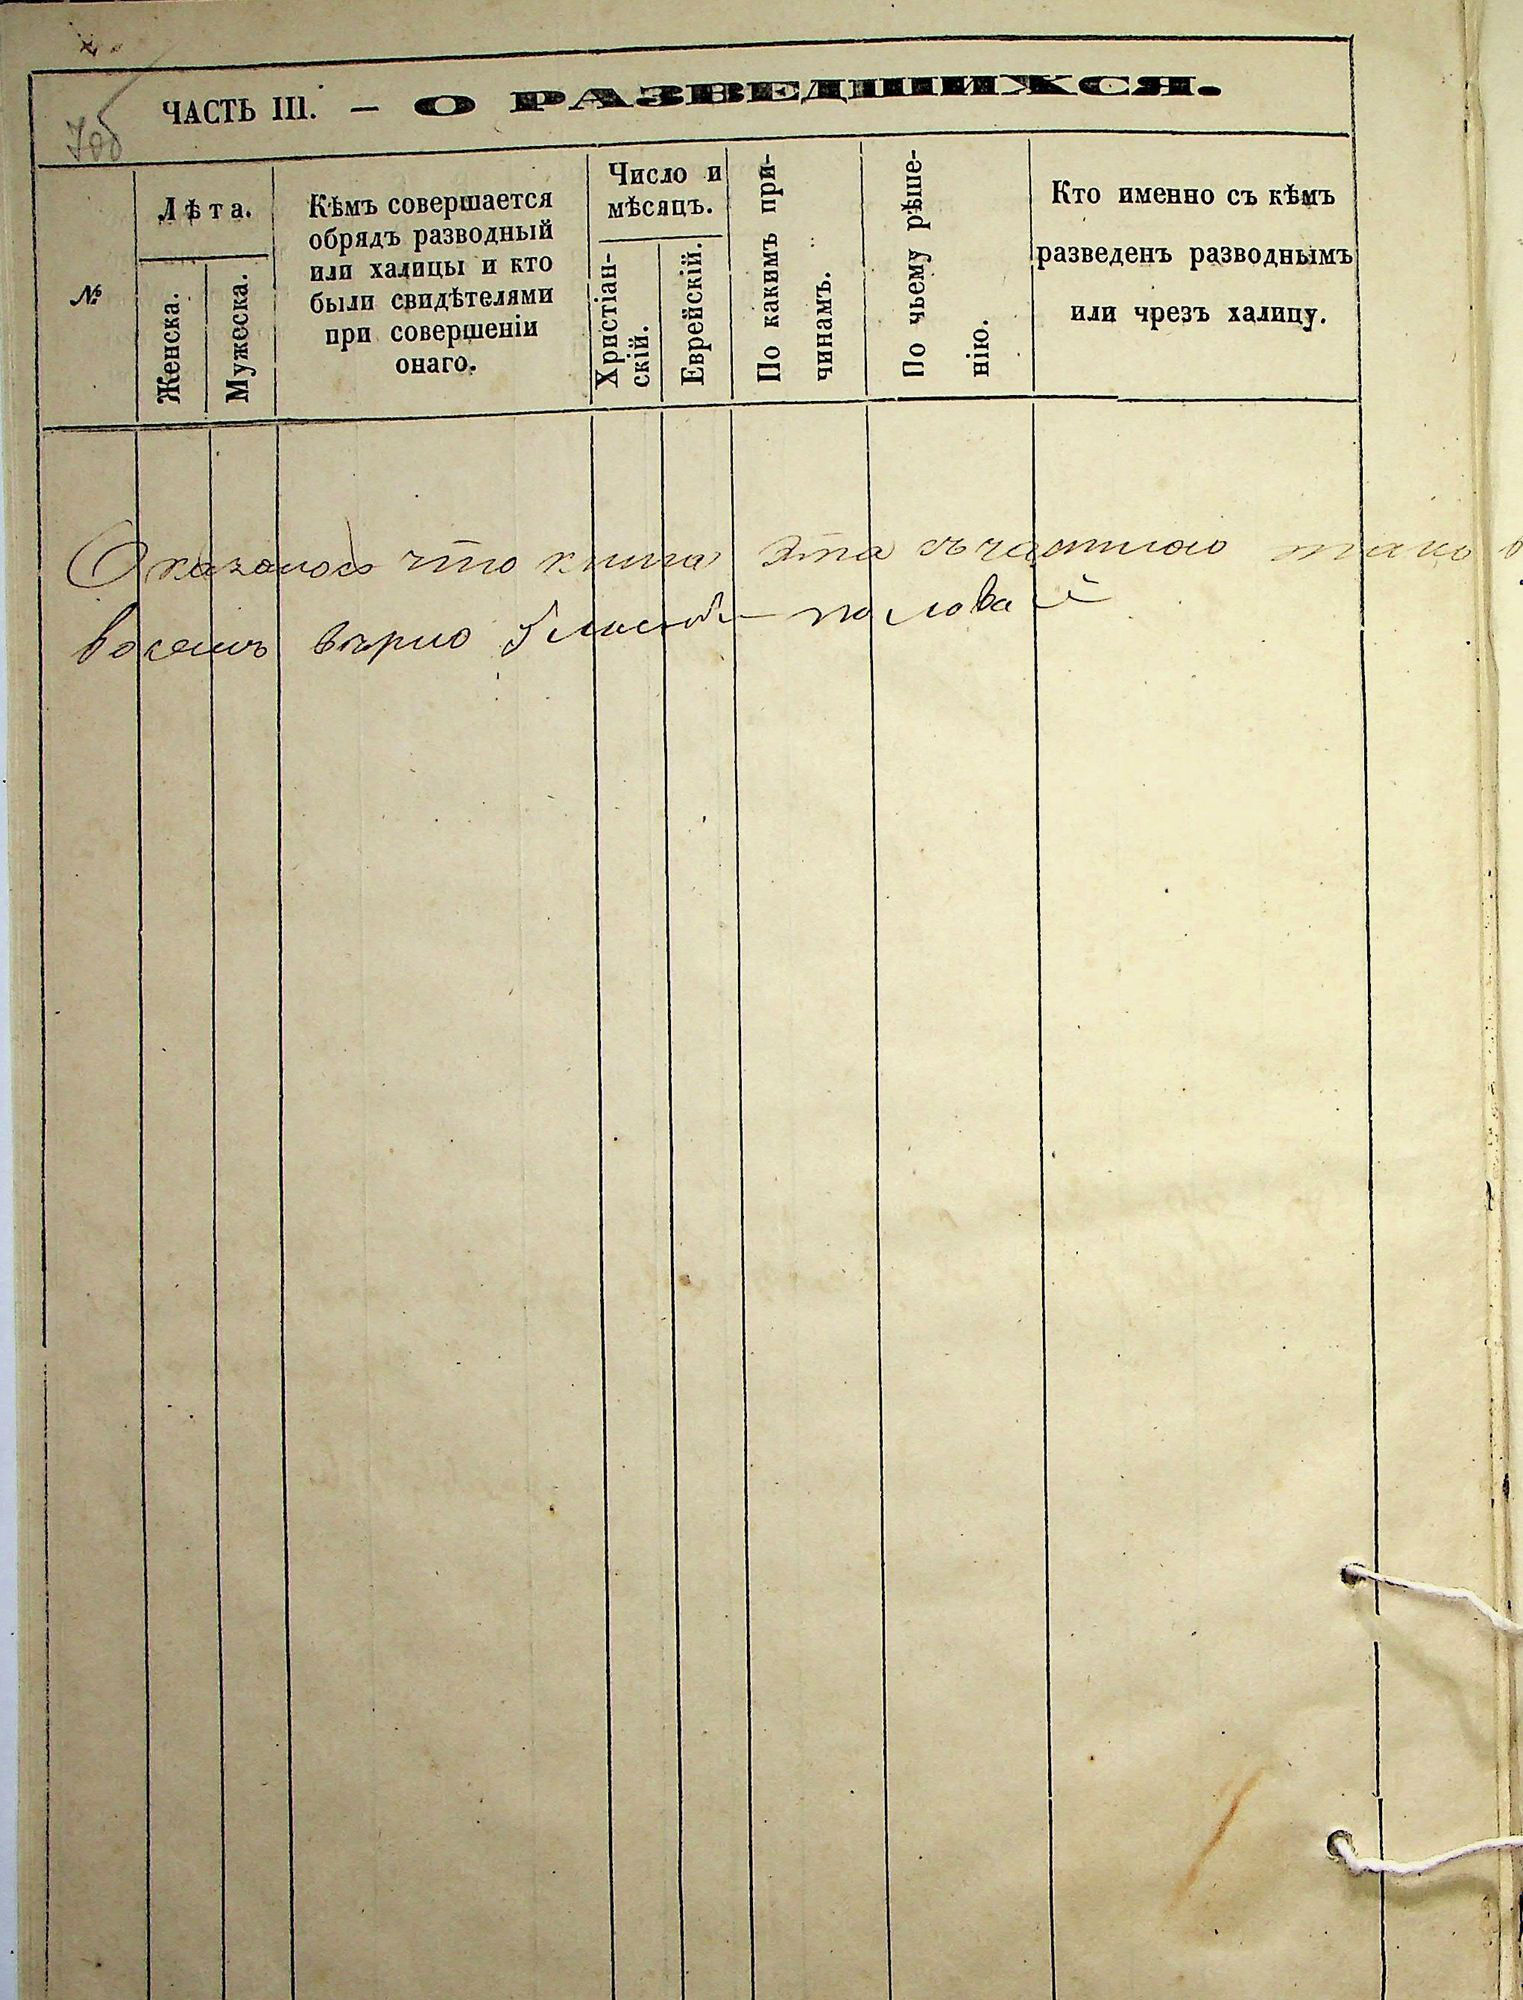 ЧАСТЬ III. — О РАЗВЕДШИХСЯ.
№
Лѣта.
Женска.
Мужеска.
Кѣмъ совершается
обрядъ разводный
или халицы и кто
были свидѣтелями
при совершеніи
онаго.
Число и
мѣсяцъ.
Христіан-
скій.
Еврейскій.
По какимъ при-
чинамъ.
По чьему рѣше-
нію.
Кто именно съ кѣмъ
разведенъ разводнымъ
или чрезъ халицу.
Оказалось что книга эта
вѣрно